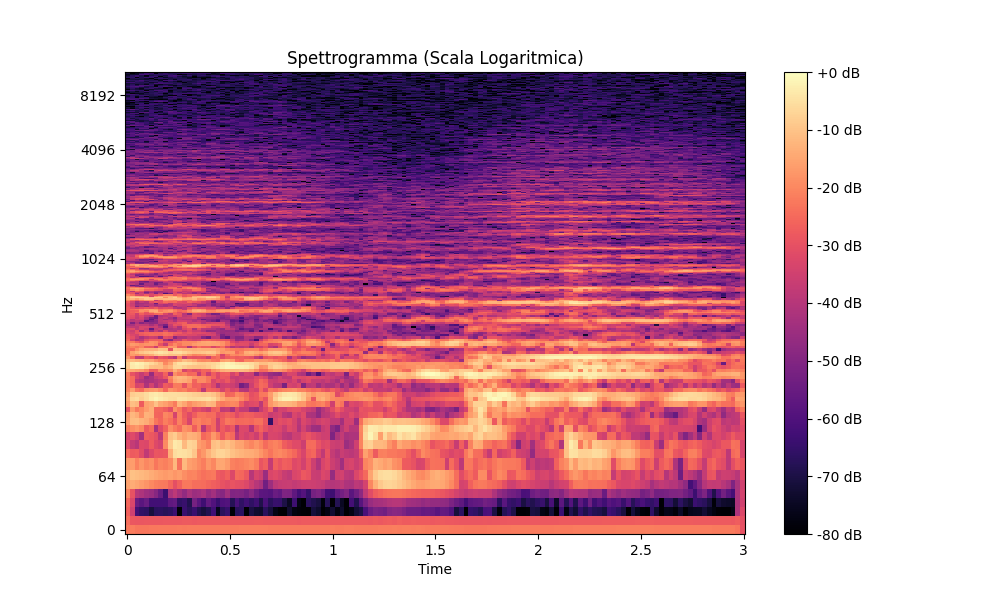 Spettrogramma (Scala Logaritmica)
8192
4096
2048
1024
512
256
128
64
0
Hz
0
0.5
1
1.5
2
2.5
3
Time
+0 dB
-10 dB
-20 dB
-30 dB
-40 dB
-50 dB
-60 dB
-70 dB
-80 dB